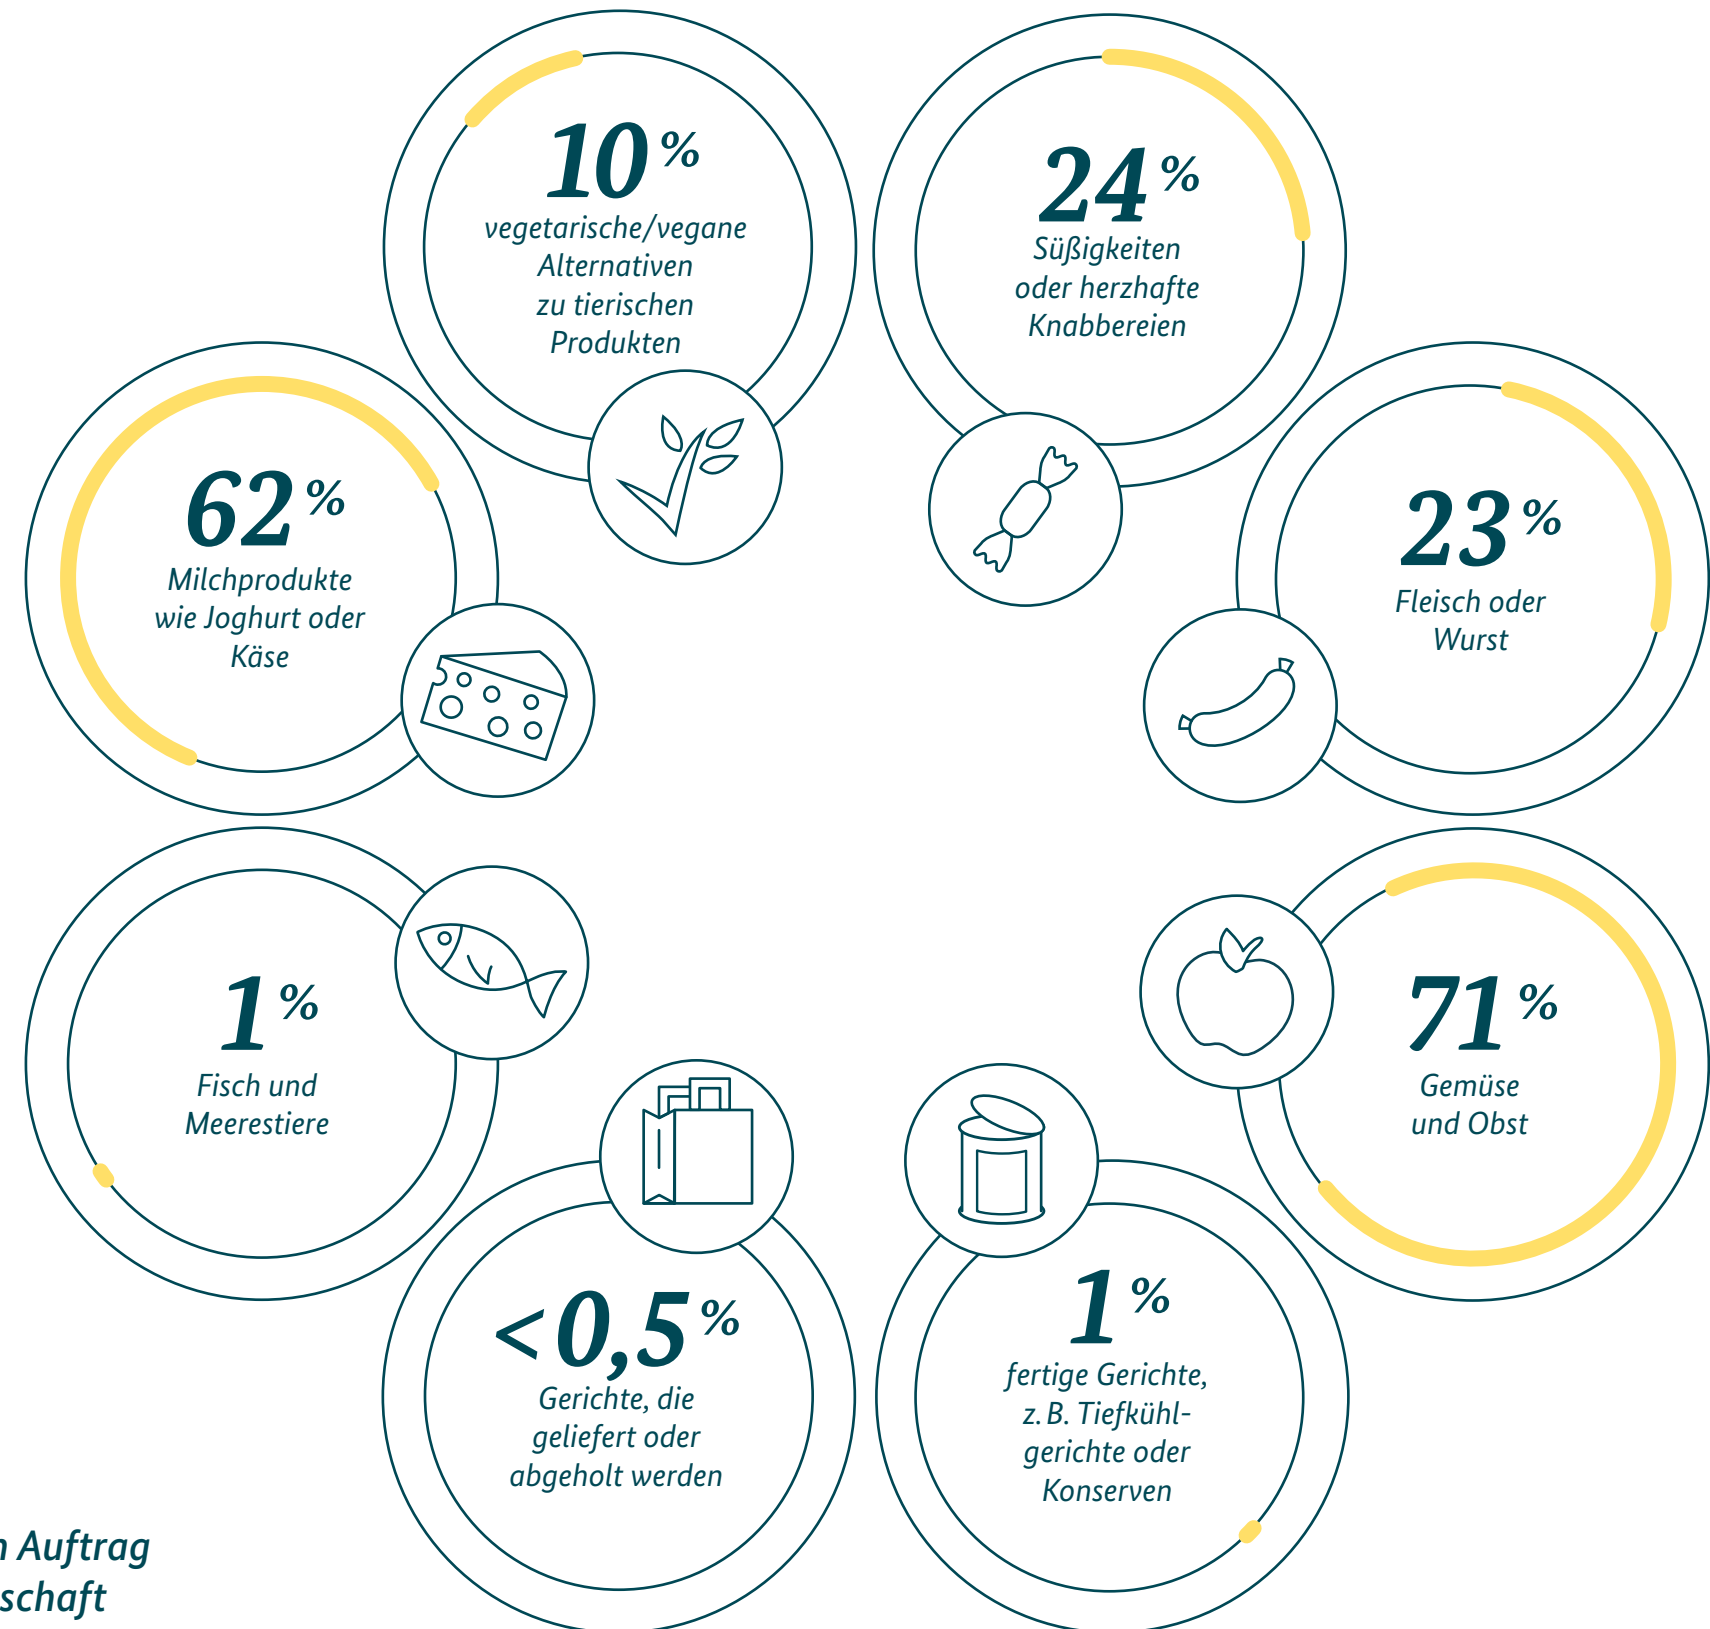 10 %
vegetarische/vegane
Alternativen
zu tierischen
Produkten
24 %
Süßigkeiten
oder herzhafte
Knabbereien
62 %
Milchprodukte
wie Joghurt oder
Käse
23 %
Fleisch oder
Wurst
1 %
Fisch und
Meerestiere
71 %
Gemüse
und Obst
<0,5 %
Gerichte, die
geliefert oder
abgeholt werden
1 %
fertige Gerichte,
z. B. Tiefkühl-
gerichte oder
Konserven
Auftrag
schaft